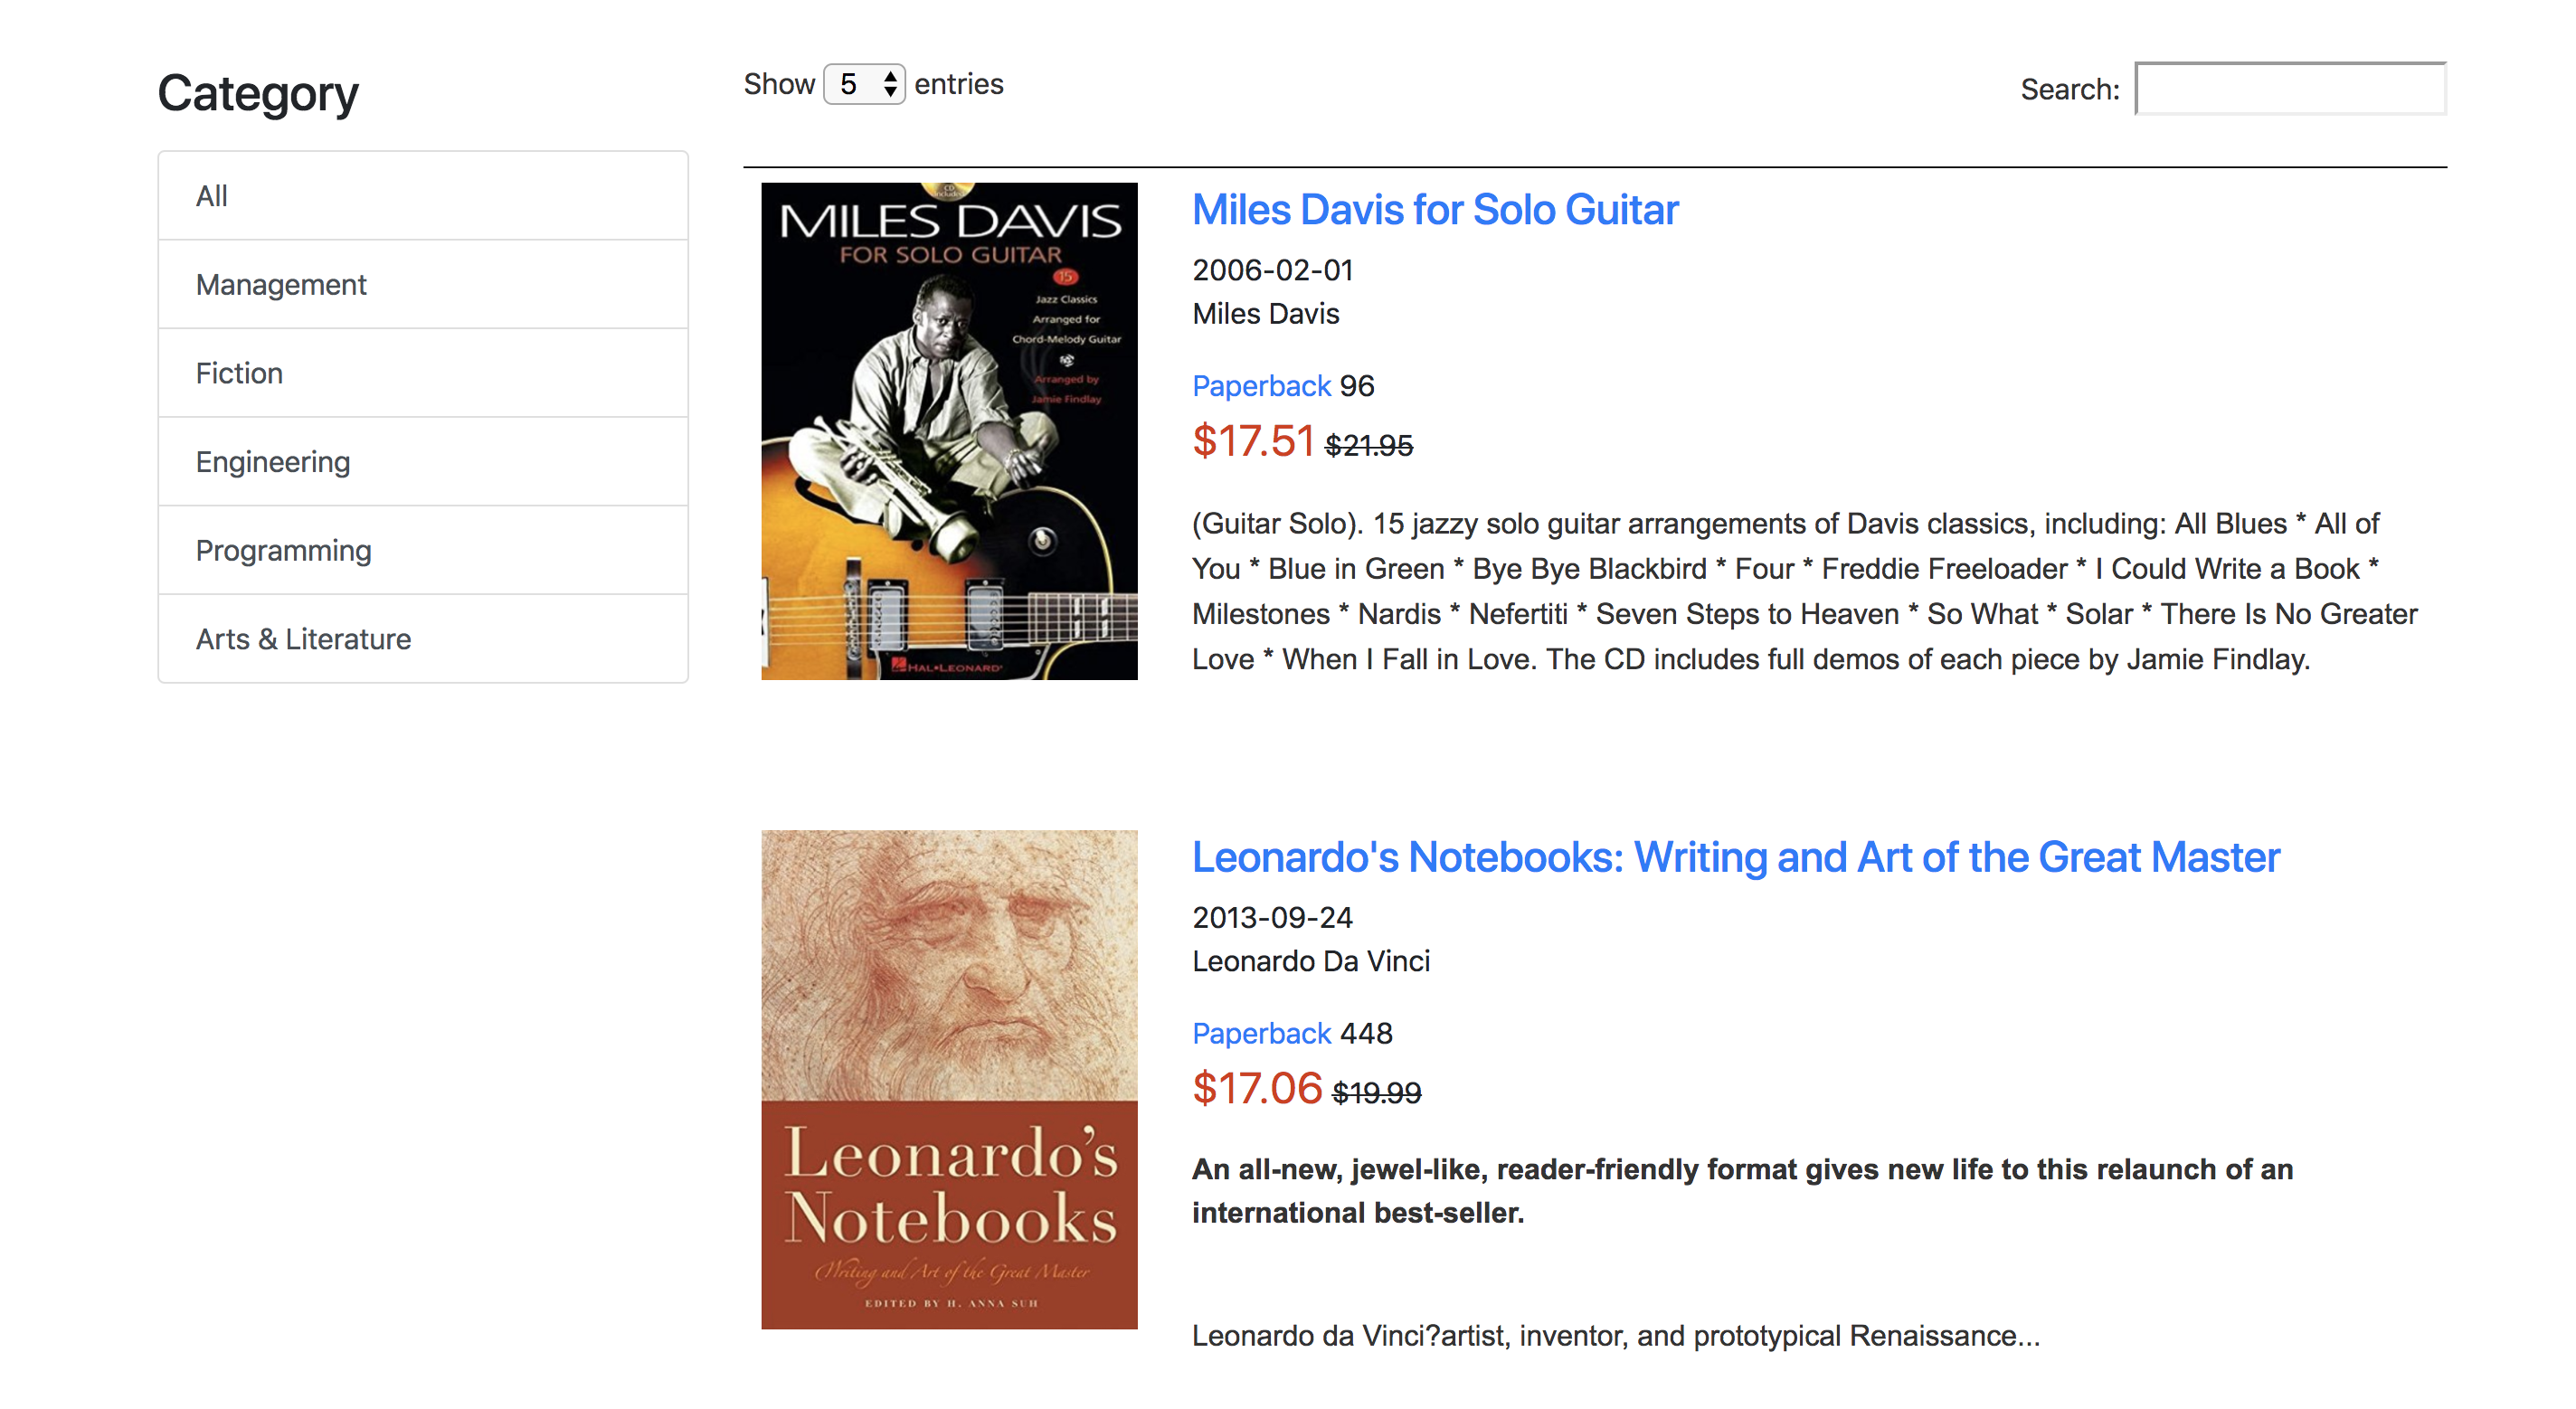 Category
All
Management
Fiction
Engineering
Programming
Arts & Literature
Show 5 entries
Search:
CD
included
MILES DAVIS
FOR SOLO GUITAR
15
Jazz Classics
Arranged for
Chord-Melody Guitar
Arranged by
Jamie Findlay
HAL•LEONARD®
Miles Davis for Solo Guitar
2006-02-01
Miles Davis
Paperback 96
$17.51 $21.95
(Guitar Solo). 15 jazzy solo guitar arrangements of Davis classics, including: All Blues * All of
You * Blue in Green * Bye Bye Blackbird * Four * Freddie Freeloader * I Could Write a Book *
Milestones * Nardis * Nefertiti * Seven Steps to Heaven * So What * Solar * There Is No Greater
Love * When I Fall in Love. The CD includes full demos of each piece by Jamie Findlay.
Leonardo's
Notebooks
Writing and Art of the Great Master
EDITED BY H. ANNA SUH
Leonardo's Notebooks: Writing and Art of the Great Master
2013-09-24
Leonardo Da Vinci
Paperback 448
$17.06 $19.99
An all-new, jewel-like, reader-friendly format gives new life to this relaunch of an
international best-seller.
Leonardo da Vinci?artist, inventor, and prototypical Renaissance...